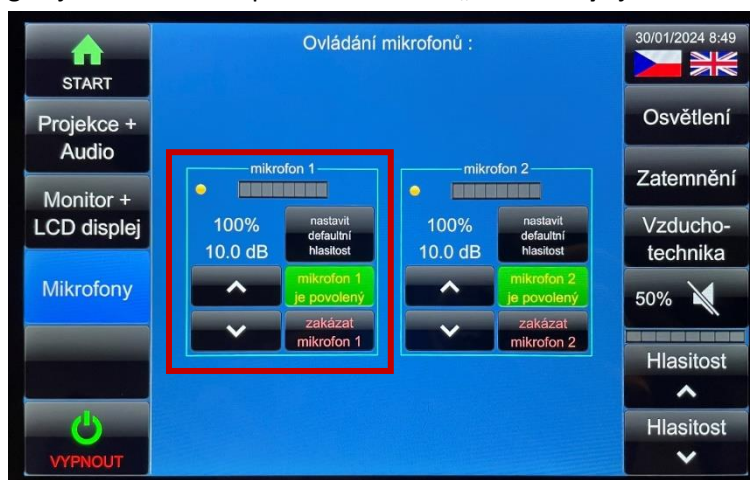 START
Projekce +
Audio
Monitor +
LCD displej
Mikrofony
VYPNOUT
Ovládání mikrofonů :
mikrofon 1
100%
10.0 dB
nastavit
defaultní
hlasitost
mikrofon 1
je povolený
zakázat
mikrofon 1
mikrofon 2
100%
10.0 dB
nastavit
defaultní
hlasitost
mikrofon 2
je povolený
zakázat
mikrofon 2
30/01/2024 8:49
Osvětlení
Zatemnění
Vzducho-
technika
50%
Hlasitost
Hlasitost